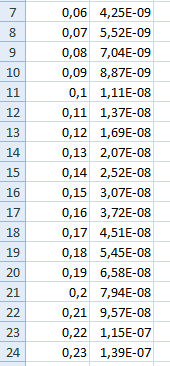 7 0,06 4,25E-09
8 0,07 5,52E-09
9 0,08 7,04E-09
10 0,09 8,87E-09
11 0,1 1,11E-08
12 0,11 1,37E-08
13 0,12 1,69E-08
14 0,13 2,07E-08
15 0,14 2,52E-08
16 0,15 3,07E-08
17 0,16 3,72E-08
18 0,17 4,51E-08
19 0,18 5,45E-08
20 0,19 6,58E-08
21 0,2 7,94E-08
22 0,21 9,57E-08
23 0,22 1,15E-07
24 0,23 1,39E-07